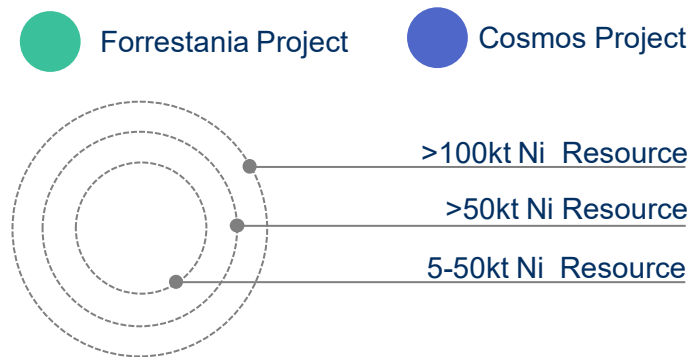 Forrestania Project
Cosmos Project
>100kt Ni Resource
>50kt Ni Resource
5-50kt Ni Resource